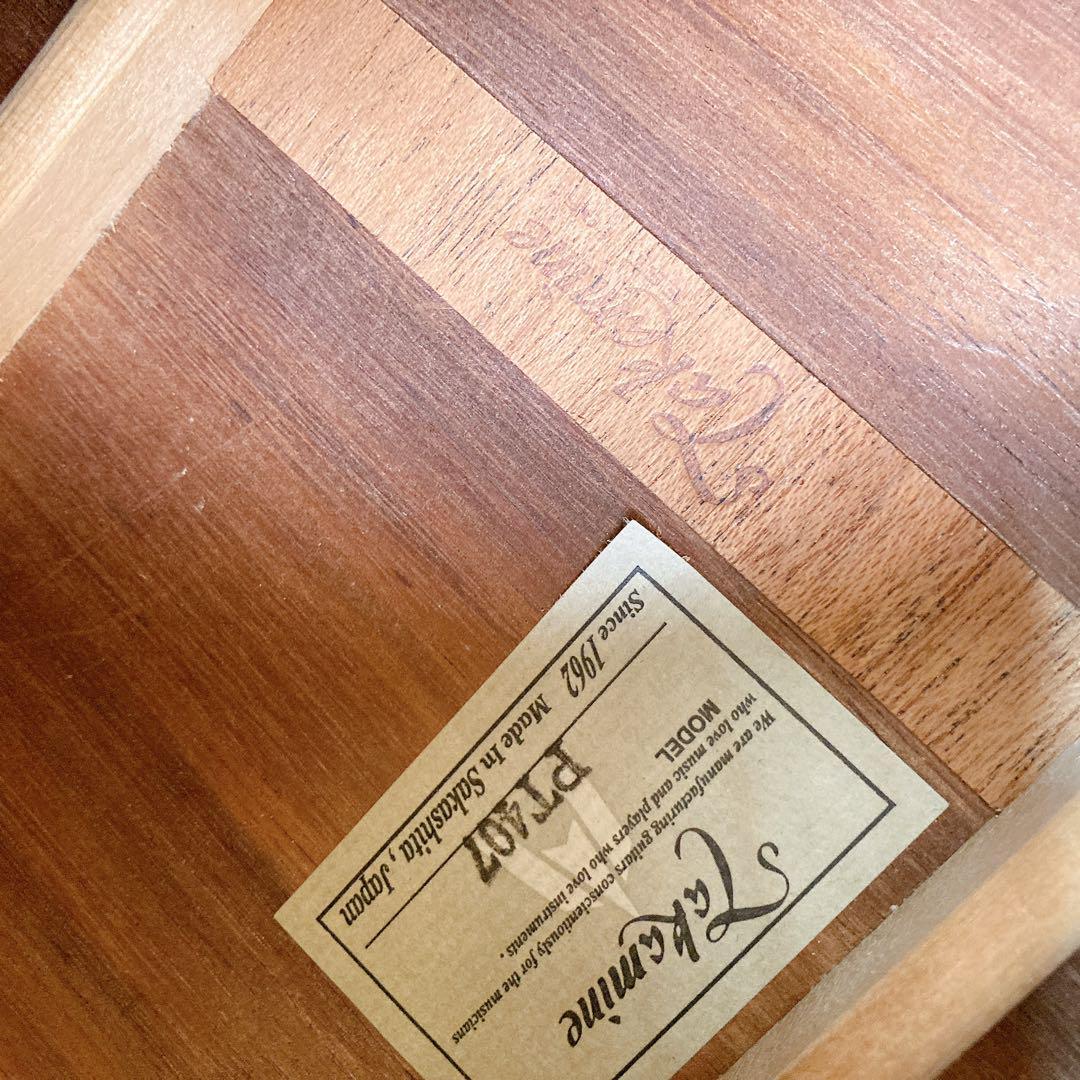 Takamine
Takamine
We are manufacturing guitars conscientiously for the musicians
who love music and players who love instruments .
MODEL
PT407
Since 1962 Made In Sakashita , Japan